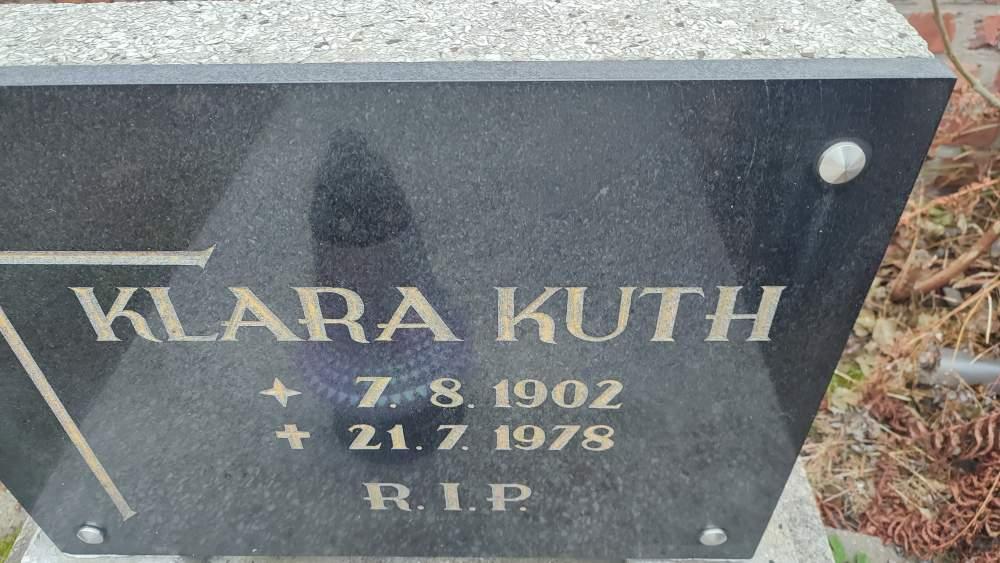 KLARA KUTH
✦ 7. 8. 1902
✝ 21. 7. 1978
R. I. P.